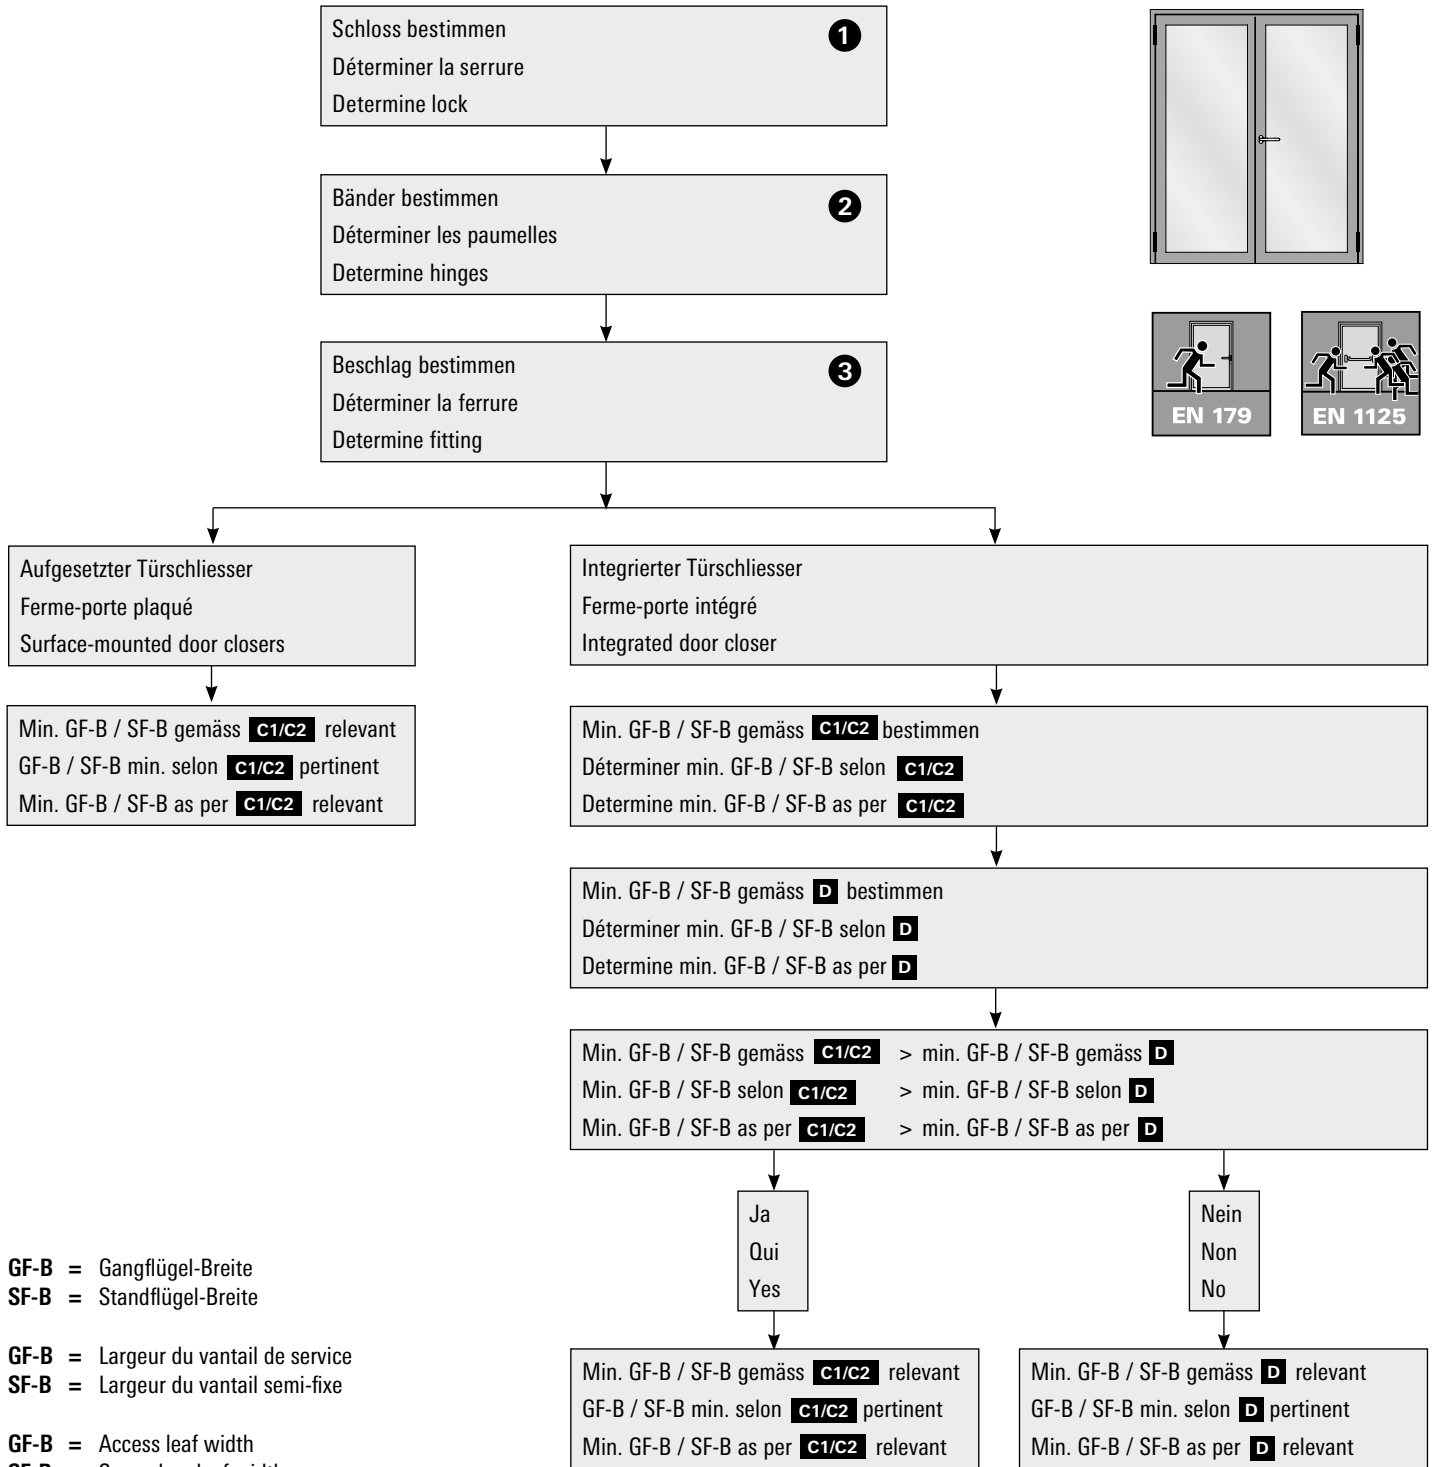 Schloss bestimmen
Déterminer la serrure
Determine lock
1
Bänder bestimmen
Déterminer les paumelles
Determine hinges
2
Beschlag bestimmen
Déterminer la ferrure
Determine fitting
3
EN 179
EN 1125
Aufgesetzter Türschliesser
Ferme-porte plaqué
Surface-mounted door closers
Integrierter Türschliesser
Ferme-porte intégré
Integrated door closer
Min. GF-B / SF-B gemäss C1/C2 relevant
GF-B / SF-B min. selon C1/C2 pertinent
Min. GF-B / SF-B as per C1/C2 relevant
Min. GF-B / SF-B gemäss C1/C2 bestimmen
Déterminer min. GF-B / SF-B selon C1/C2
Determine min. GF-B / SF-B as per C1/C2
Min. GF-B / SF-B gemäss D bestimmen
Déterminer min. GF-B / SF-B selon D
Determine min. GF-B / SF-B as per D
Min. GF-B / SF-B gemäss C1/C2 > min. GF-B / SF-B gemäss D
Min. GF-B / SF-B selon C1/C2 > min. GF-B / SF-B selon D
Min. GF-B / SF-B as per C1/C2 > min. GF-B / SF-B as per D
Ja
Qui
Yes
Nein
Non
No
Min. GF-B / SF-B gemäss C1/C2 relevant
GF-B / SF-B min. selon C1/C2 pertinent
Min. GF-B / SF-B as per C1/C2 relevant
Min. GF-B / SF-B gemäss D relevant
GF-B / SF-B min. selon D pertinent
Min. GF-B / SF-B as per D relevant
GF-B = Gangflügel-Breite
SF-B = Standflügel-Breite
GF-B = Largeur du vantail de service
SF-B = Largeur du vantail semi-fixe
GF-B = Access leaf width